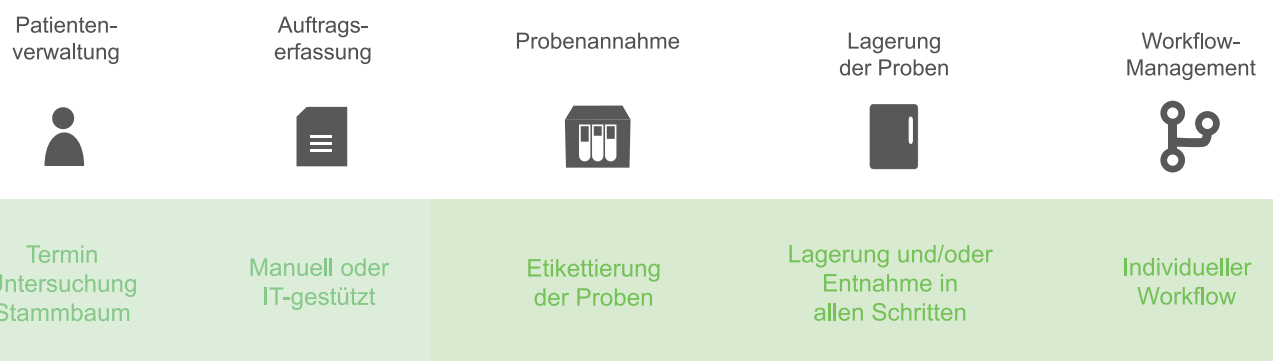 Patienten-
verwaltung
Auftrags-
erfassung
Probenannahme
Lagerung
der Proben
Workflow-
Management
Termin
Untersuchung
Stammbaum
Manuell oder
IT-gestützt
Etikettierung
der Proben
Lagerung und/oder
Entnahme in
allen Schritten
Individueller
Workflow